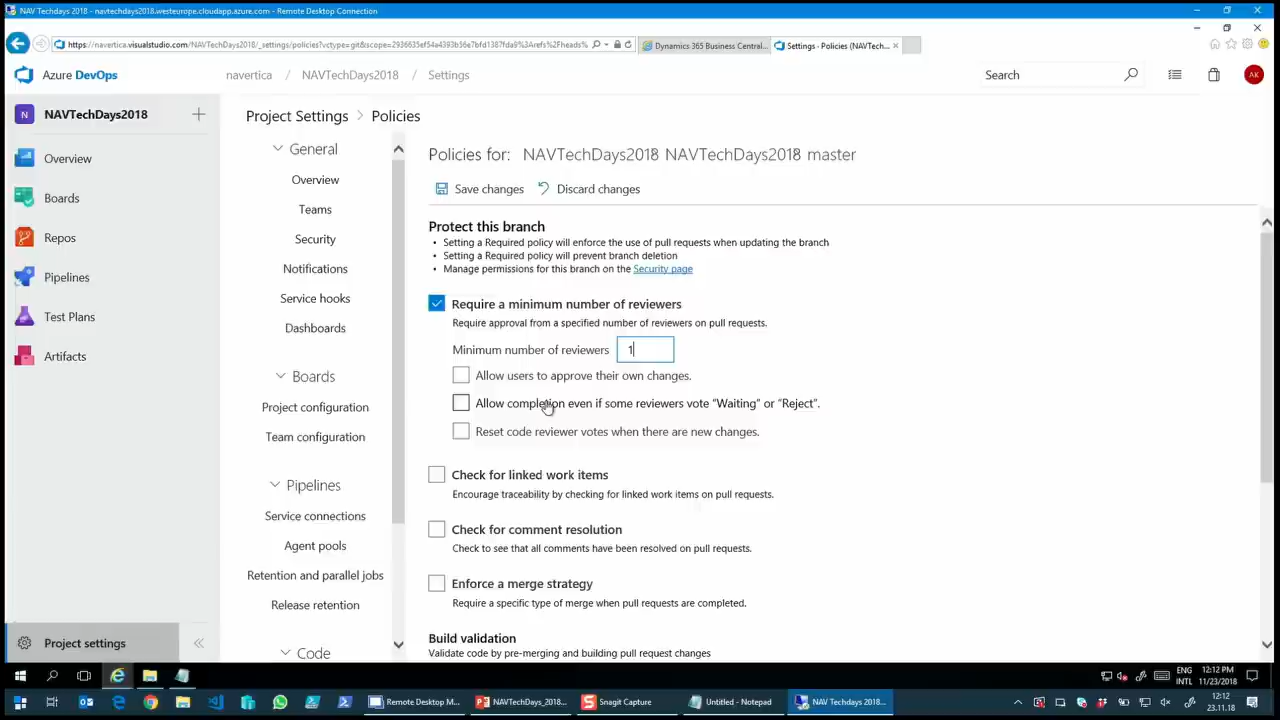 NAV Techdays 2018 - navtechdays2018.westeurope.cloudapp.azure.com - Remote Desktop Connection
Dynamics 365 Business Central...
Settings - Policies (NAVTech...
Azure DevOps
navertica / NAVTechDays2018 / Settings
Search
AK
N NAVTechDays2018
Project Settings > Policies
Overview
Boards
Repos
Pipelines
Test Plans
Artifacts
Project settings
General
Overview
Teams
Security
Notifications
Service hooks
Dashboards
Boards
Project configuration
Team configuration
Pipelines
Service connections
Agent pools
Retention and parallel jobs
Release retention
Code
Policies for: NAVTechDays2018 NAVTechDays2018 master
Save changes Discard changes
Protect this branch
• Setting a Required policy will enforce the use of pull requests when updating the branch
• Setting a Required policy will prevent branch deletion
• Manage permissions for this branch on the Security page
Require a minimum number of reviewers
Require approval from a specified number of reviewers on pull requests.
Minimum number of reviewers 1
Allow users to approve their own changes.
Allow completion even if some reviewers vote “Waiting” or “Reject”.
Reset code reviewer votes when there are new changes.
Check for linked work items
Encourage traceability by checking for linked work items on pull requests.
Check for comment resolution
Check to see that all comments have been resolved on pull requests.
Enforce a merge strategy
Require a specific type of merge when pull requests are completed.
Build validation
Validate code by pre-merging and building pull request changes
ENG
INTL
12:12 PM
11/23/2018
Remote Desktop M...
NAVTechDays_2018...
Snagit Capture
Untitled - Notepad
NAV Techdays 2018...
12:12
23.11.18